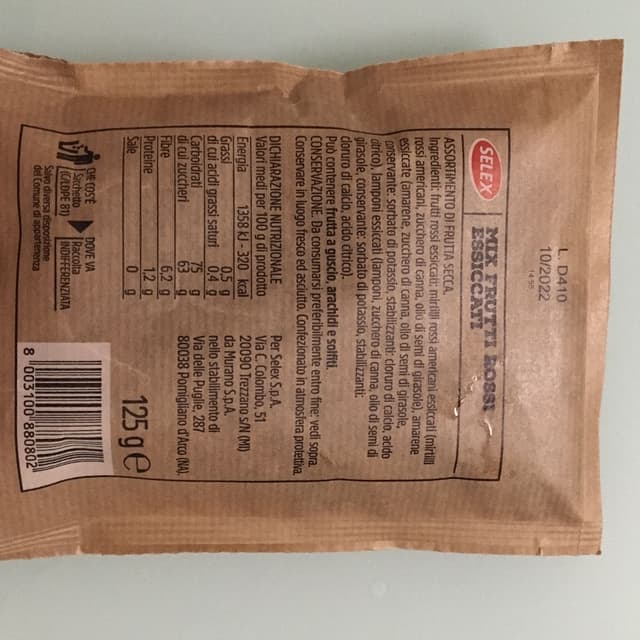 L. D410
10/2022
14:55
SELEX
MIX FRUTTI ROSSI
ESSICCATI
ASSORTIMENTO DI FRUTTA SECCA.
Ingredienti: frutti rossi essiccati: mirtilli rossi americani essiccati (mirtilli
rossi americani, zucchero di canna, olio di semi di girasole), amarene
essiccate (amarene, zucchero di canna, olio di semi di girasole,
conservante: sorbato di potassio, stabilizzanti: cloruro di calcio, acido
citrico), lamponi essiccati (lamponi, zucchero di canna, olio di semi di
girasole, conservante: sorbato di potassio, stabilizzanti:
cloruro di calcio, acido citrico).
Può contenere frutta a guscio, arachidi e solfiti.
CONSERVAZIONE. Da consumarsi preferibilmente entro fine: vedi sopra.
Conservare in luogo fresco ed asciutto. Confezionato in atmosfera protettiva.
DICHIARAZIONE NUTRIZIONALE
Valori medi per 100 g di prodotto
Energia 1358 kJ - 320 kcal
Grassi 0.5 g
di cui acidi grassi saturi 0.4 g
Carboidrati 75 g
di cui zuccheri 63 g
Fibre 6.2 g
Proteine 1.2 g
Sale 0 g
Per Selex S.p.A.
Via C. Colombo, 51
20090 Trezzano s/N (MI)
da Murano S.p.A.
nello stabilimento di
Via delle Puglie, 287
80038 Pomigliano d'Arco (NA).
125 g e
CHE COS'È
Sacchetto
(C/LDPE 81)
DOVE VA
Raccolta
INDIFFERENZIATA
Salvo diversa disposizione
del Comune di appartenenza
8 003100 880802